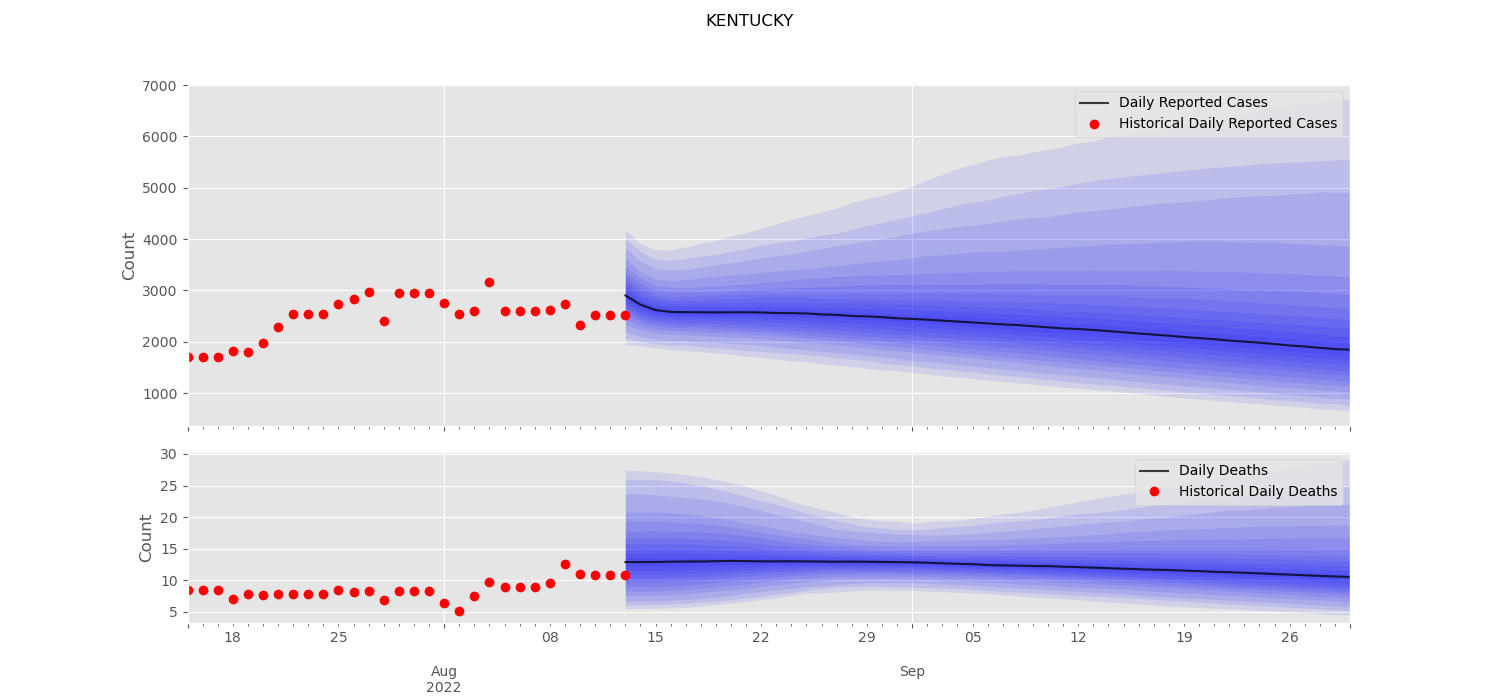 KENTUCKY
7000
6000
5000
4000
3000
2000
1000
Count
Daily Reported Cases
Historical Daily Reported Cases
30
25
20
15
10
5
Count
Daily Deaths
Historical Daily Deaths
18 25 08 15 22 29 05 12 19 26
Aug Sep
2022